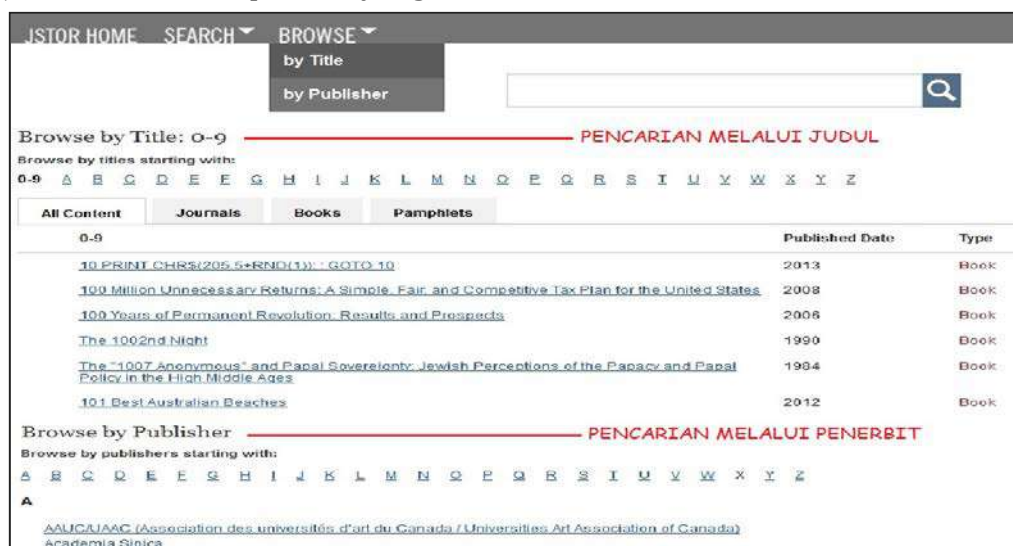 JSTOR HOME SEARCH BROWSE
by Title
by Publisher
Browse by Title: 0-9 PENCARIAN MELALUI JUDUL
Browse by titles starting with:
0-9 A B C D E F G H I J K L M N O P Q R S T U V W X Y Z
All Content Journals Books Pamphlets
0-9 Published Date Type
10 PRINT CHR$(205.5+RND(1)); : GOTO 10 2013 Book
100 Million Unnecessary Returns: A Simple, Fair, and Competitive Tax Plan for the United States 2008 Book
100 Years of Permanent Revolution: Results and Prospects 2006 Book
The 1002nd Night 1990 Book
The "1007 Anonymous" and Papal Sovereignty: Jewish Perceptions of the Papacy and Papal
Policy in the High Middle Ages 1984 Book
101 Best Australian Beaches 2012 Book
Browse by Publisher PENCARIAN MELALUI PENERBIT
Browse by publishers starting with:
A B C D E F G H I J K L M N O P Q R S T U V W X Y Z
A
AAUC/UAAC (Association des universités d'art du Canada / Universities Art Association of Canada)
Academia Sinica